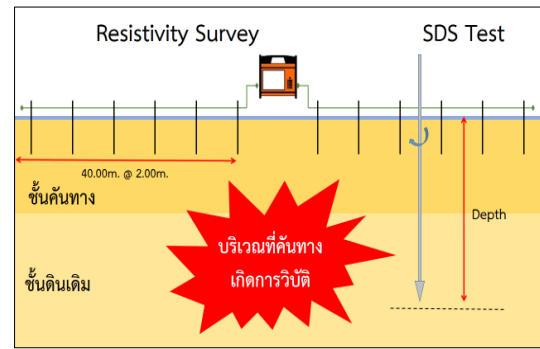 Resistivity Survey
SDS Test
40.00m. @ 2.00m.
ชั้นคันทาง
Depth
บริเวณที่คันทาง
เกิดการวิบัติ
ชั้นดินเดิม